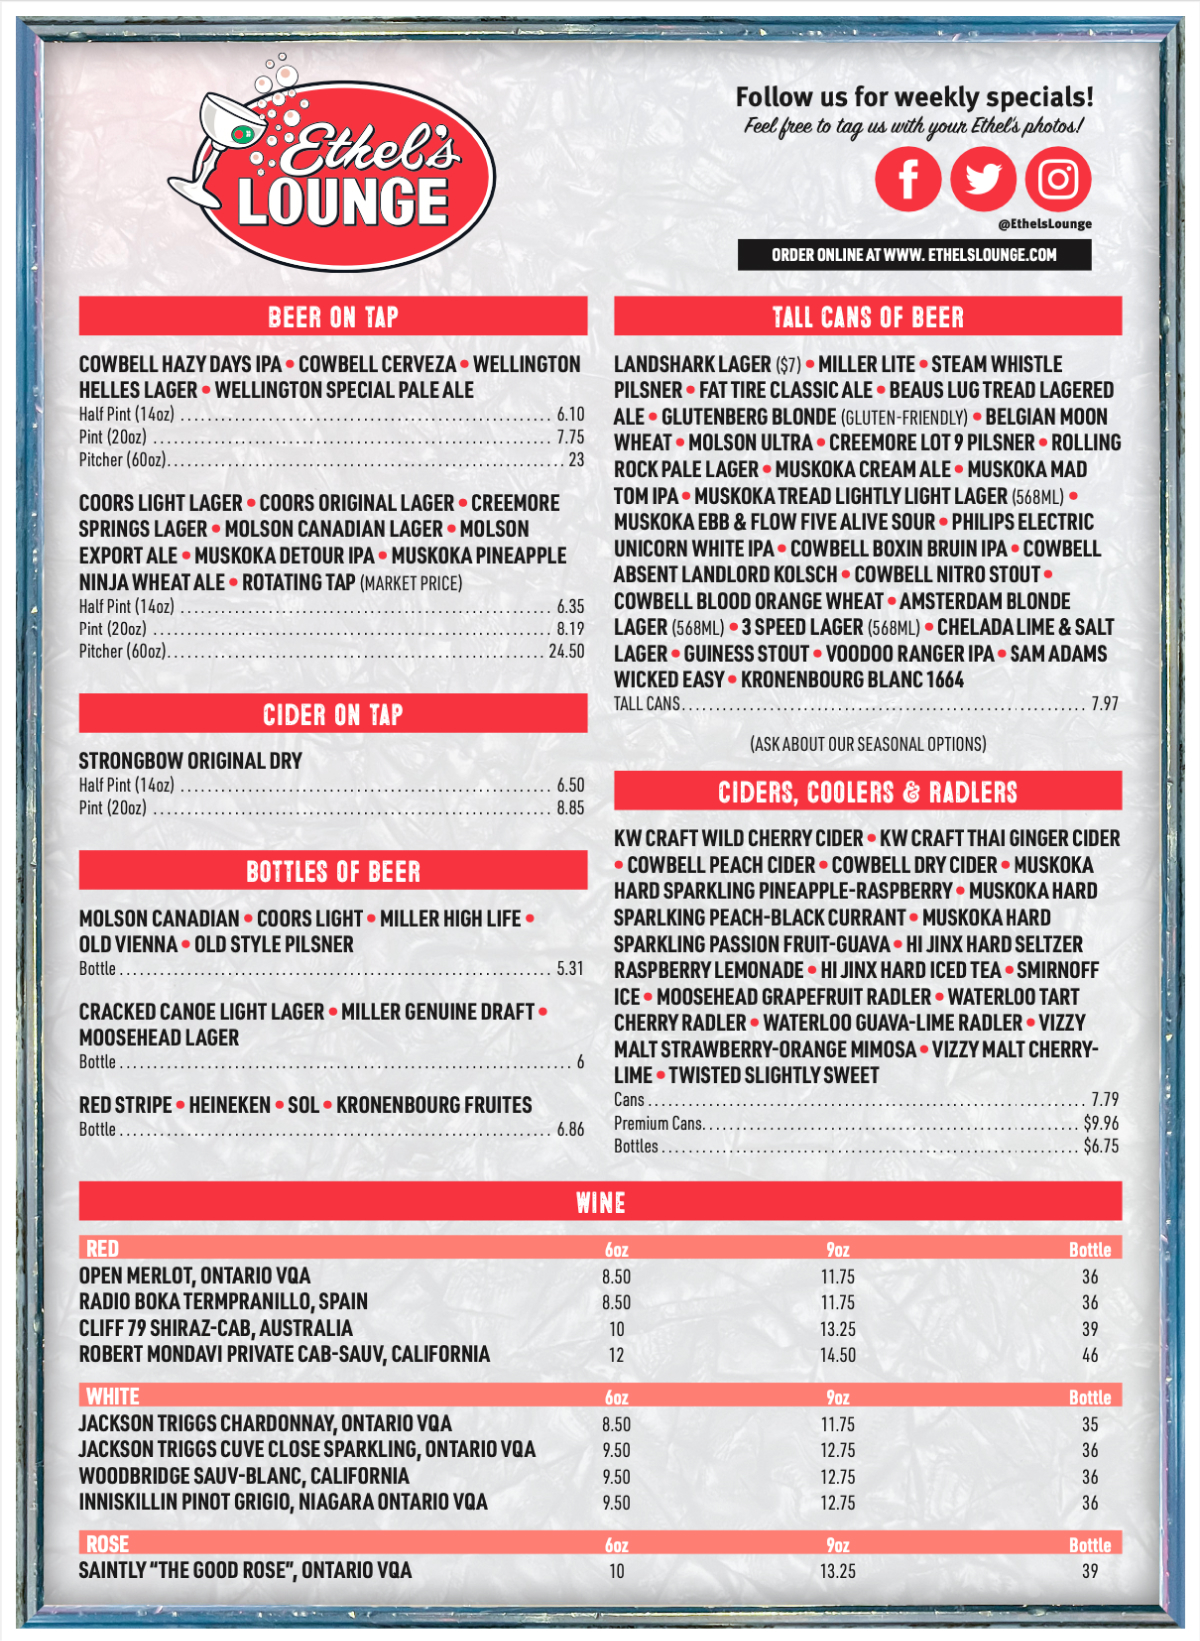 Ethel's
LOUNGE
Follow us for weekly specials!
Feel free to tag us with your Ethel's photos!
@EthelsLounge
ORDER ONLINE AT WWW. ETHELSLOUNGE.COM
BEER ON TAP
COWBELL HAZY DAYS IPA • COWBELL CERVEZA • WELLINGTON
HELLES LAGER • WELLINGTON SPECIAL PALE ALE
Half Pint (14oz) 6.10
Pint (20oz) 7.75
Pitcher (60oz) 23
COORS LIGHT LAGER • COORS ORIGINAL LAGER • CREEMORE
SPRINGS LAGER • MOLSON CANADIAN LAGER • MOLSON
EXPORT ALE • MUSKOKA DETOUR IPA • MUSKOKA PINEAPPLE
NINJA WHEAT ALE • ROTATING TAP (MARKET PRICE)
Half Pint (14oz) 6.35
Pint (20oz) 8.19
Pitcher (60oz) 24.50
CIDER ON TAP
STRONGBOW ORIGINAL DRY
Half Pint (14oz) 6.50
Pint (20oz) 8.85
BOTTLES OF BEER
MOLSON CANADIAN • COORS LIGHT • MILLER HIGH LIFE •
OLD VIENNA • OLD STYLE PILSNER
Bottle 5.31
CRACKED CANOE LIGHT LAGER • MILLER GENUINE DRAFT •
MOOSEHEAD LAGER
Bottle 6
RED STRIPE • HEINEKEN • SOL • KRONENBOURG FRUITES
Bottle 6.86
TALL CANS OF BEER
LANDSHARK LAGER ($7) • MILLER LITE • STEAM WHISTLE
PILSNER • FAT TIRE CLASSIC ALE • BEAUS LUG TREAD LAGERED
ALE • GLUTENBERG BLONDE (GLUTEN-FRIENDLY) • BELGIAN MOON
WHEAT • MOLSON ULTRA • CREEMORE LOT 9 PILSNER • ROLLING
ROCK PALE LAGER • MUSKOKA CREAM ALE • MUSKOKA MAD
TOM IPA • MUSKOKA TREAD LIGHTLY LIGHT LAGER (568ML) •
MUSKOKA EBB & FLOW FIVE ALIVE SOUR • PHILIPS ELECTRIC
UNICORN WHITE IPA • COWBELL BOXIN BRUIN IPA • COWBELL
ABSENT LANDLORD KOLSCH • COWBELL NITRO STOUT •
COWBELL BLOOD ORANGE WHEAT • AMSTERDAM BLONDE
LAGER (568ML) • 3 SPEED LAGER (568ML) • CHELADA LIME & SALT
LAGER • GUINESS STOUT • VOODOO RANGER IPA • SAM ADAMS
WICKED EASY • KRONENBOURG BLANC 1664
TALL CANS 7.97
(ASK ABOUT OUR SEASONAL OPTIONS)
CIDERS, COOLERS & RADLERS
KW CRAFT WILD CHERRY CIDER • KW CRAFT THAI GINGER CIDER
• COWBELL PEACH CIDER • COWBELL DRY CIDER • MUSKOKA
HARD SPARKLING PINEAPPLE-RASPBERRY • MUSKOKA HARD
SPARLKING PEACH-BLACK CURRANT • MUSKOKA HARD
SPARKLING PASSION FRUIT-GUAVA • HI JINX HARD SELTZER
RASPBERRY LEMONADE • HI JINX HARD ICED TEA • SMIRNOFF
ICE • MOOSEHEAD GRAPEFRUIT RADLER • WATERLOO TART
CHERRY RADLER • WATERLOO GUAVA-LIME RADLER • VIZZY
MALT STRAWBERRY-ORANGE MIMOSA • VIZZY MALT CHERRY-
LIME • TWISTED SLIGHTLY SWEET
Cans 7.79
Premium Cans $9.96
Bottles $6.75
WINE
RED 6oz 9oz Bottle
OPEN MERLOT, ONTARIO VQA 8.50 11.75 36
RADIO BOKA TERMPRANILLO, SPAIN 8.50 11.75 36
CLIFF 79 SHIRAZ-CAB, AUSTRALIA 10 13.25 39
ROBERT MONDAVI PRIVATE CAB-SAUV, CALIFORNIA 12 14.50 46
WHITE 6oz 9oz Bottle
JACKSON TRIGGS CHARDONNAY, ONTARIO VQA 8.50 11.75 35
JACKSON TRIGGS CUVE CLOSE SPARKLING, ONTARIO VQA 9.50 12.75 36
WOODBRIDGE SAUV-BLANC, CALIFORNIA 9.50 12.75 36
INNISKILLIN PINOT GRIGIO, NIAGARA ONTARIO VQA 9.50 12.75 36
ROSE 6oz 9oz Bottle
SAINTLY “THE GOOD ROSE”, ONTARIO VQA 10 13.25 39